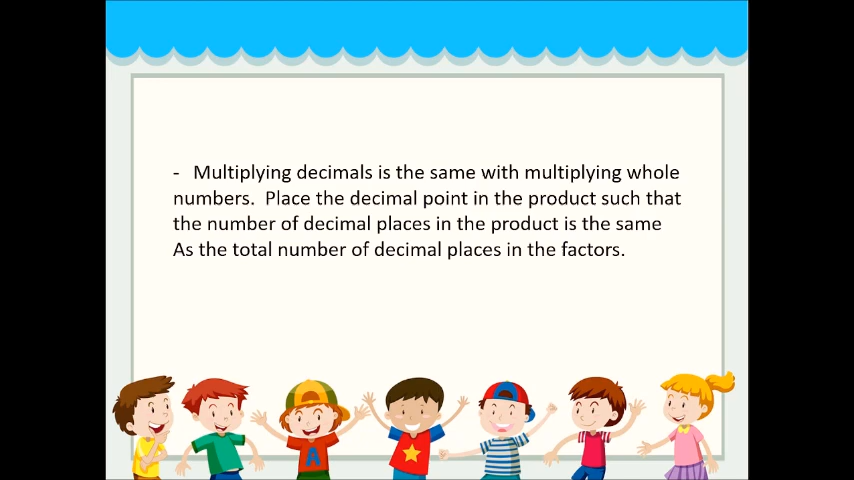 - Multiplying decimals is the same with multiplying whole
numbers. Place the decimal point in the product such that
the number of decimal places in the product is the same
As the total number of decimal places in the factors.
A